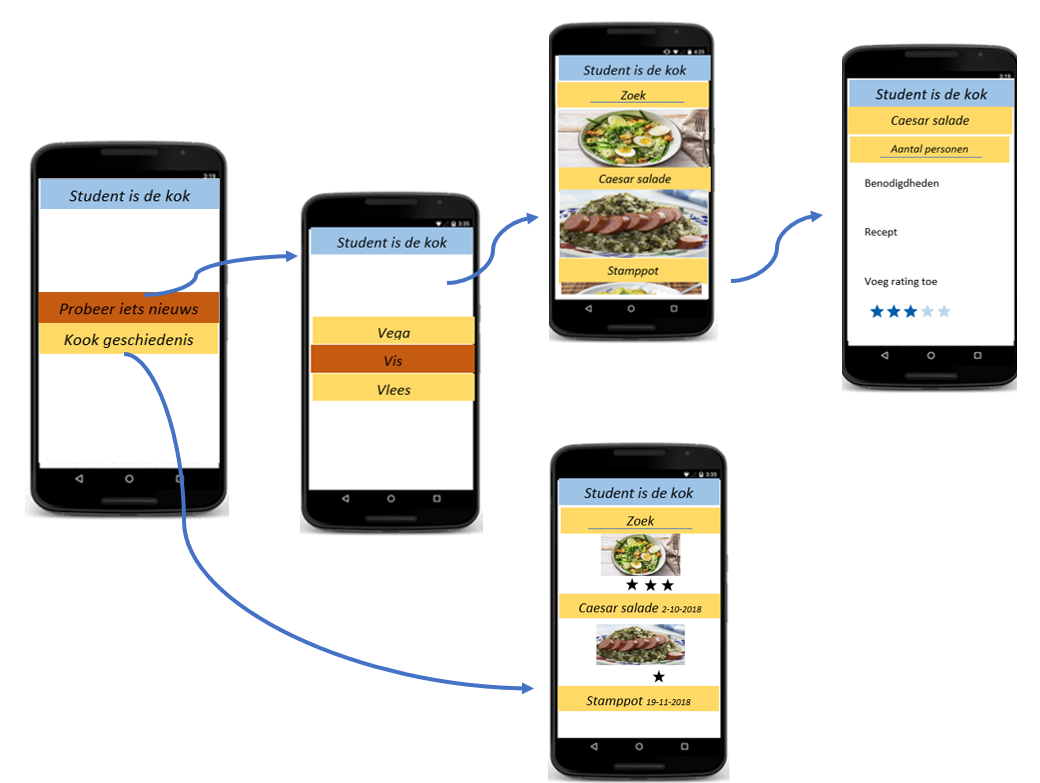 3:19
Student is de kok
Probeer iets nieuws
Kook geschiedenis
3:35
Student is de kok
Vega
Vis
Vlees
4:25
Student is de kok
Zoek
Caesar salade
Stamppot
3:19
Student is de kok
Caesar salade
Aantal personen
Benodigdheden
Recept
Voeg rating toe
3:35
Student is de kok
Zoek
Caesar salade 2-10-2018
Stamppot 19-11-2018